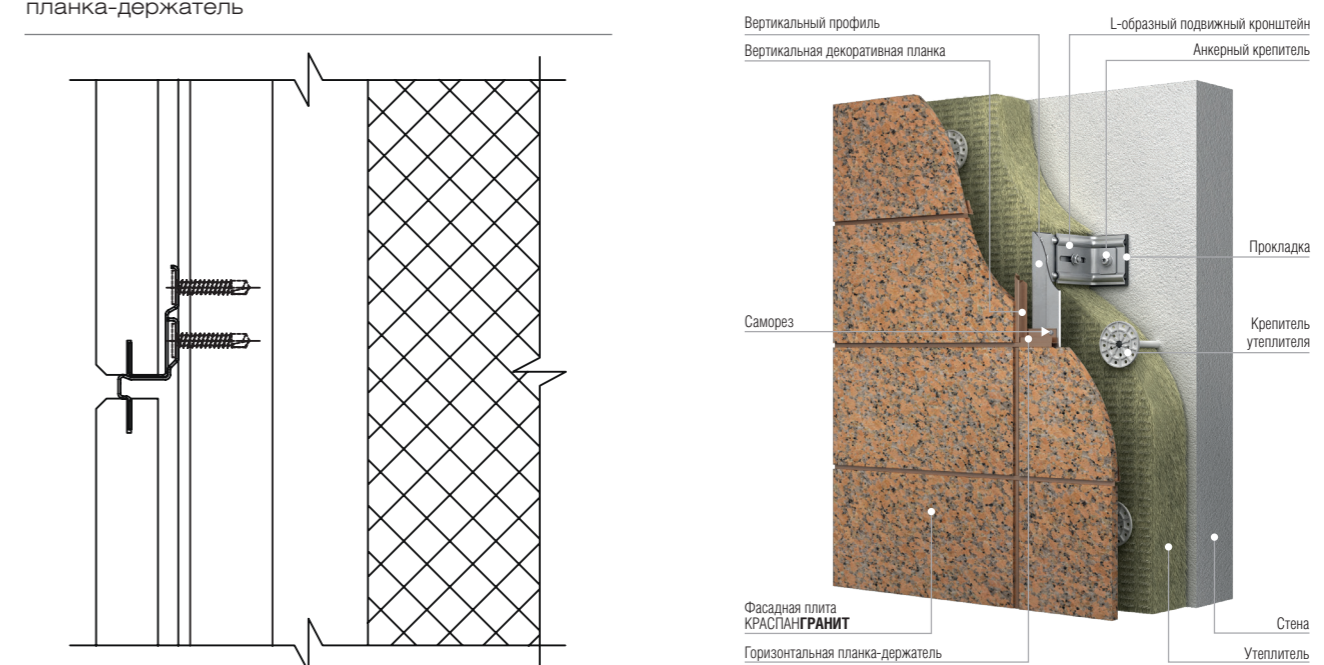 планка-держатель
Вертикальный профиль
Вертикальная декоративная планка
L-образный подвижный кронштейн
Анкерный крепитель
Прокладка
Саморез
Крепитель
утеплителя
Фасадная плита
КРАСПАНГРАНИТ
Горизонтальная планка-держатель
Стена
Утеплитель